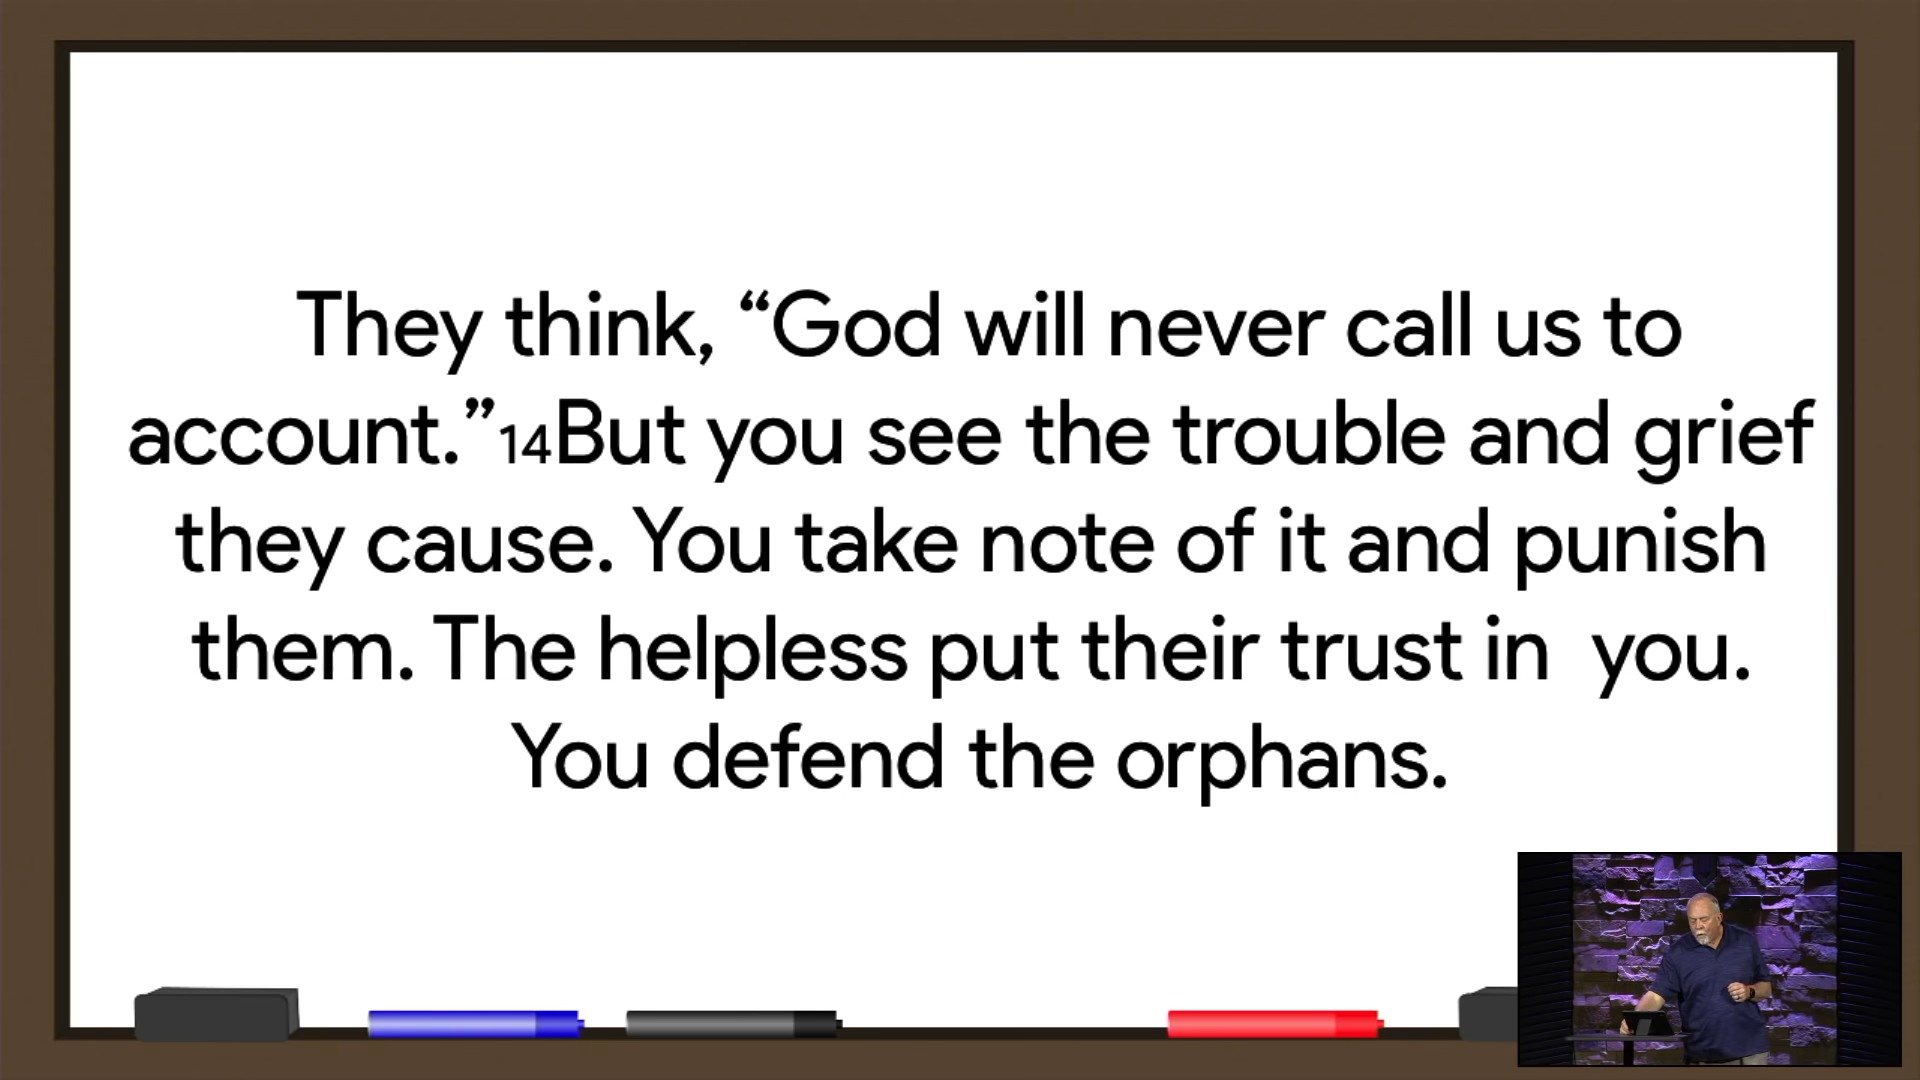 They think, “God will never call us to
account.”14But you see the trouble and grief
they cause. You take note of it and punish
them. The helpless put their trust in  you.
You defend the orphans.